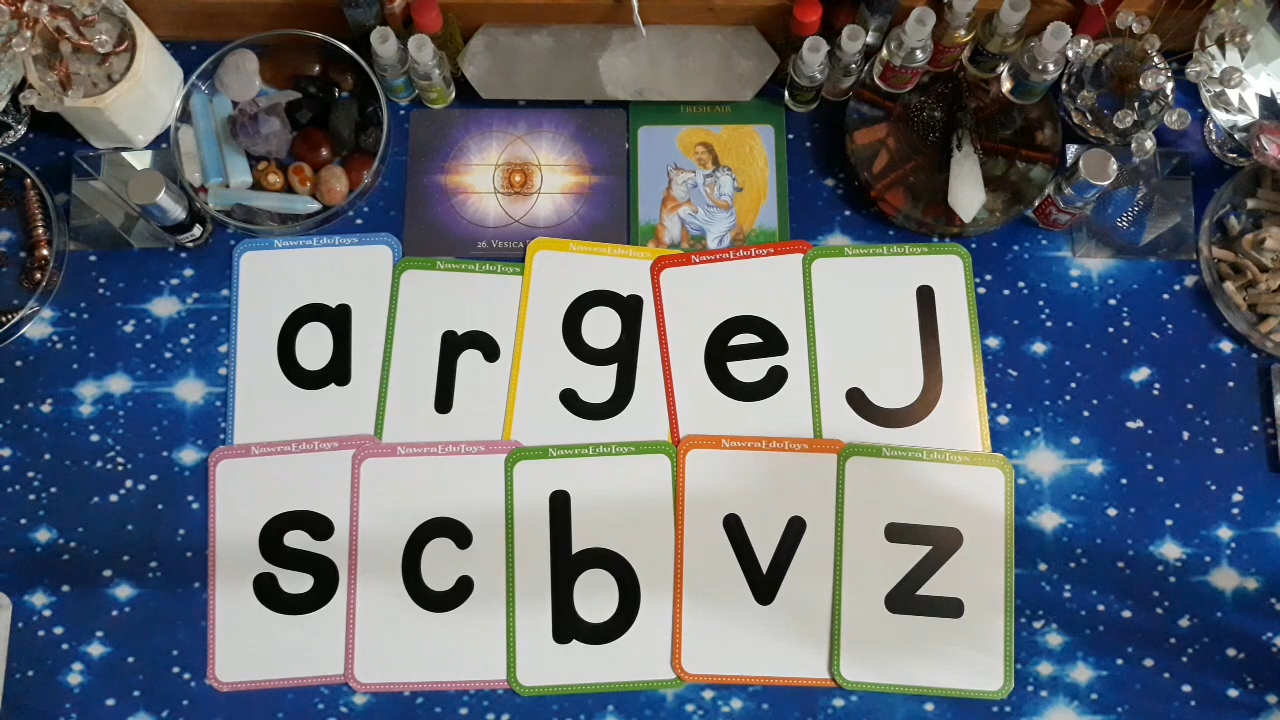 FRESH AIR
26. VESICA
NawraEduToys
NawraEduToys
NawraEduToys
NawraEduToys
NawraEduToys
a r g e J
NawraEduToys
NawraEduToys
NawraEduToys
NawraEduToys
NawraEduToys
s c b v z